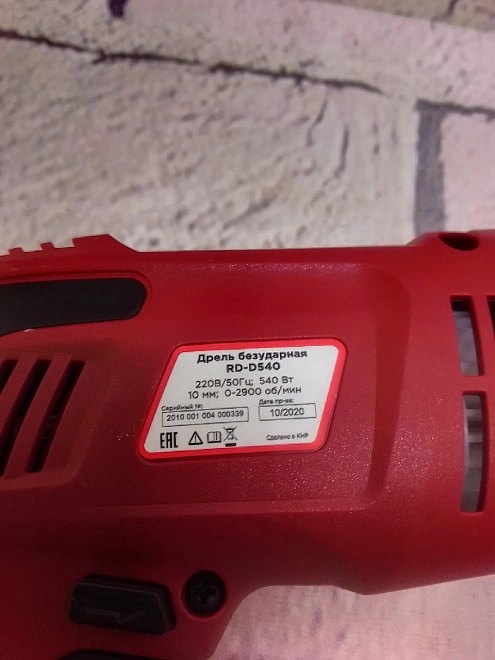 Дрель безударная
RD-D540
220В/50Гц; 540 Вт
10 мм; 0-2900 об/мин
Серийный №:
Дата пр-ва:
2010 001 004 000339
10/2020
EAC
Сделано в КНР